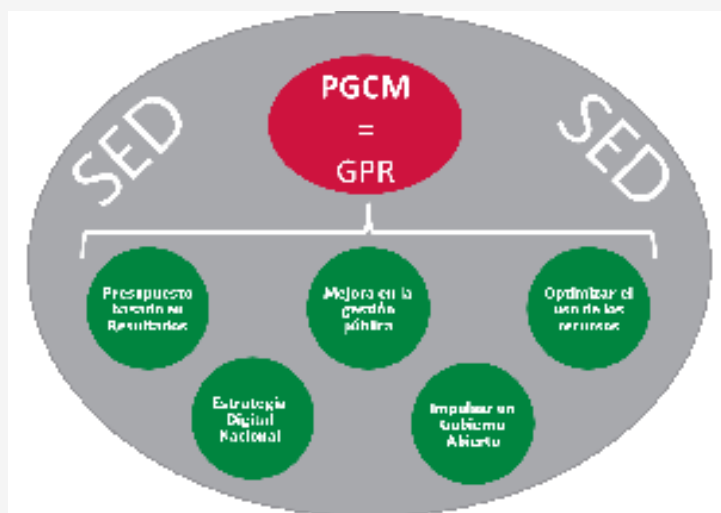 SED
PGCM
=
GPR
SED
Presupuesto
basado en
Resultados
Mejora en la
gestión
pública
Optimizar el
uso de los
recursos
Estrategia
Digital
Nacional
Impulsar un
Gobierno
Abierto